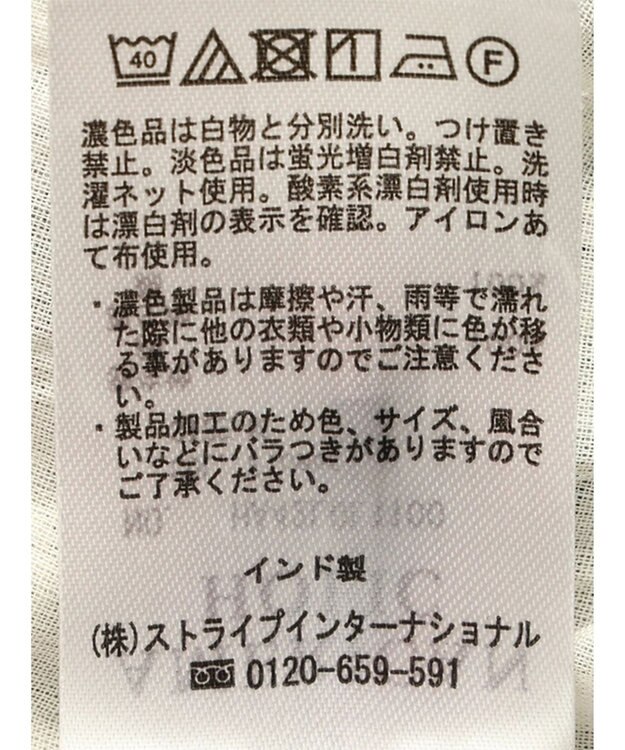 40 F
濃色品は白物と分別洗い。つけ置き
禁止。淡色品は蛍光増白剤禁止。洗
濯ネット使用。酸素系漂白剤使用時
は漂白剤の表示を確認。アイロンあ
て布使用。
・濃色製品は摩擦や汗、雨等で濡れ
た際に他の衣類や小物類に色が移
る事がありますのでご注意くださ
い。
・製品加工のため色、サイズ、風合
いなどにバラつきがありますので
ご了承ください。
インド製
(株)ストライプインターナショナル
0120-659-591